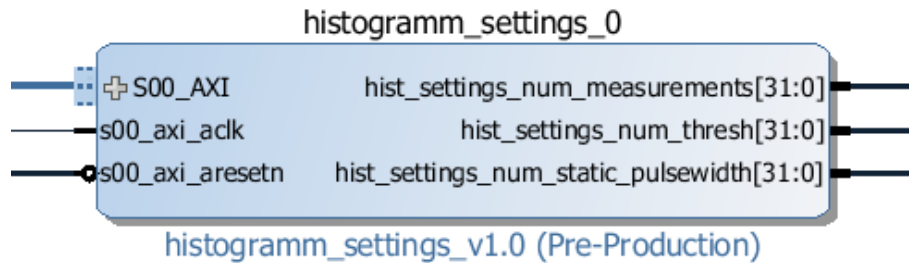 histogramm_settings_0
S00_AXI hist_settings_num_measurements[31:0]
s00_axi_aclk hist_settings_num_thresh[31:0]
s00_axi_aresetn hist_settings_num_static_pulsewidth[31:0]
histogramm_settings_v1.0 (Pre-Production)